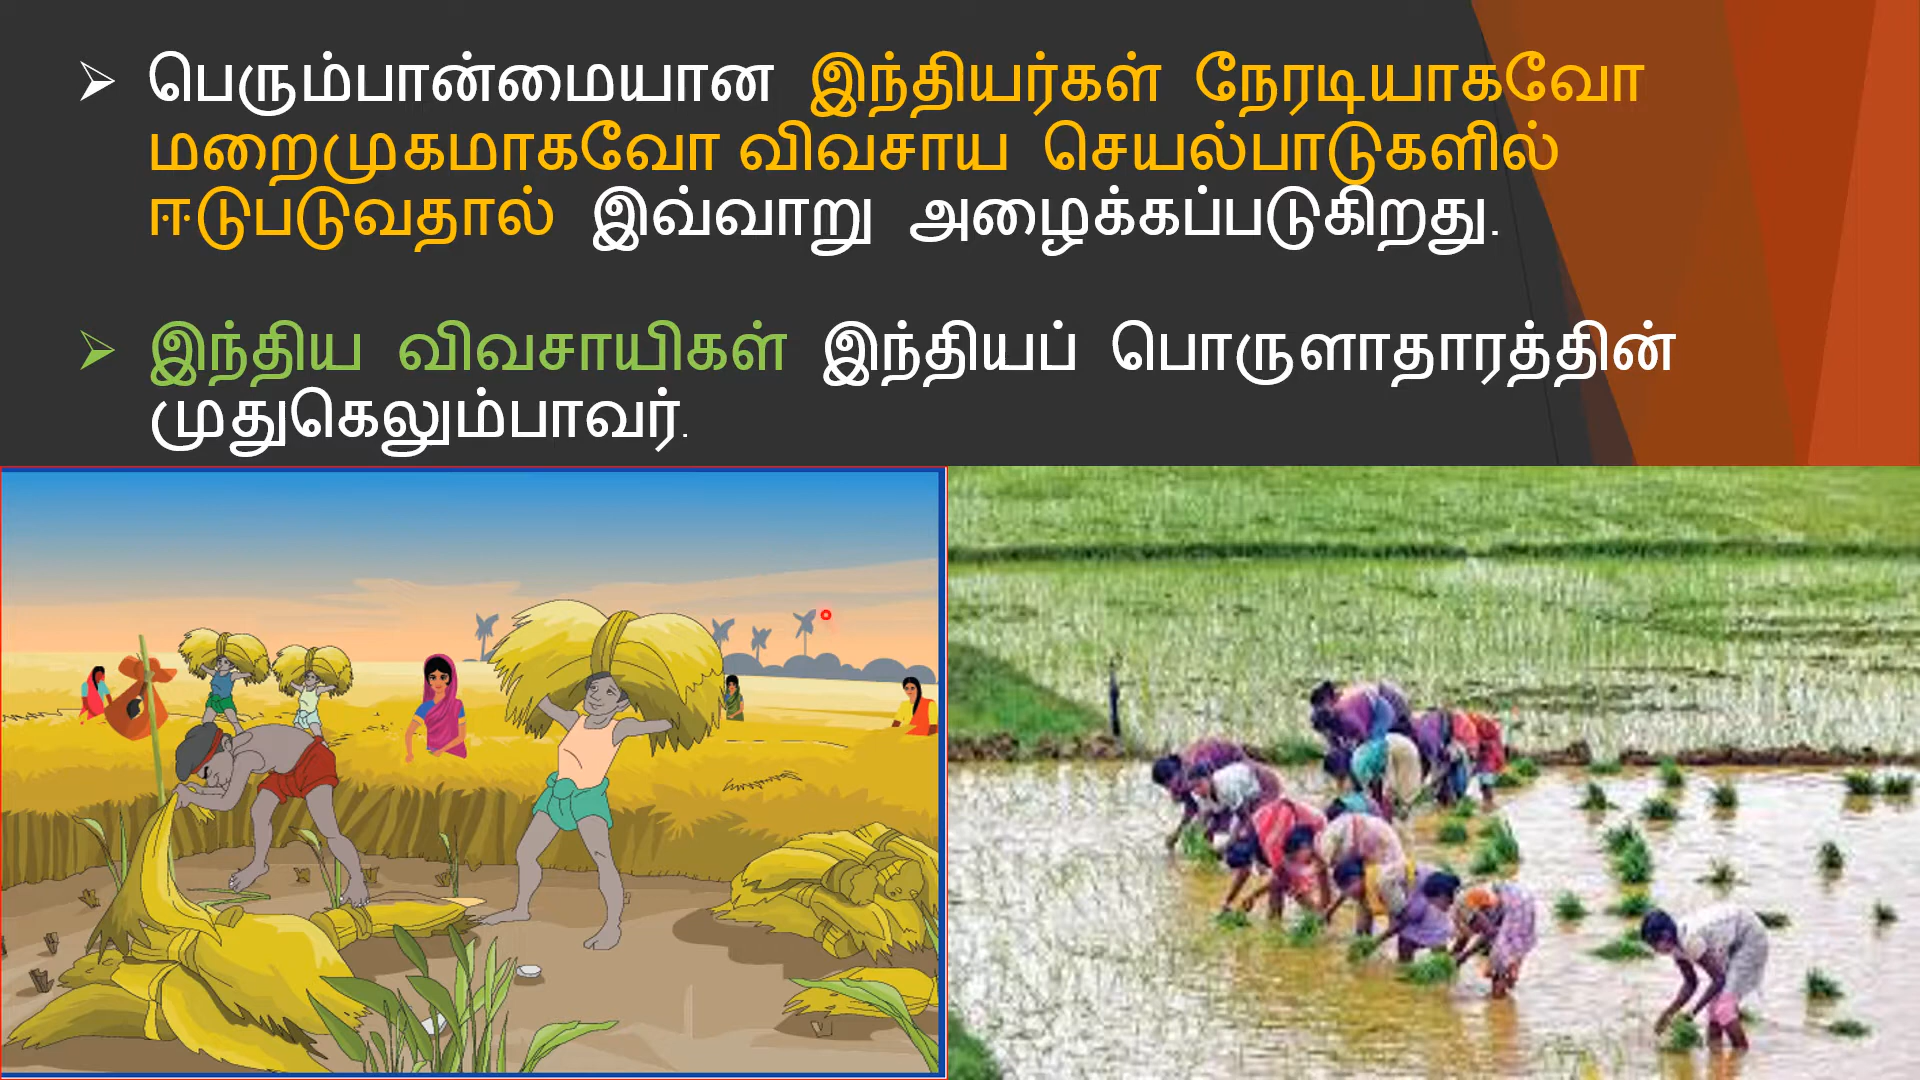 பெரும்பான்மையான இந்தியர்கள் நேரடியாகவோ
மறைமுகமாகவோ விவசாய செயல்பாடுகளில்
ஈடுபடுவதால் இவ்வாறு அழைக்கப்படுகிறது.
இந்திய விவசாயிகள் இந்தியப் பொருளாதாரத்தின்
முதுகெலும்பாவர்.